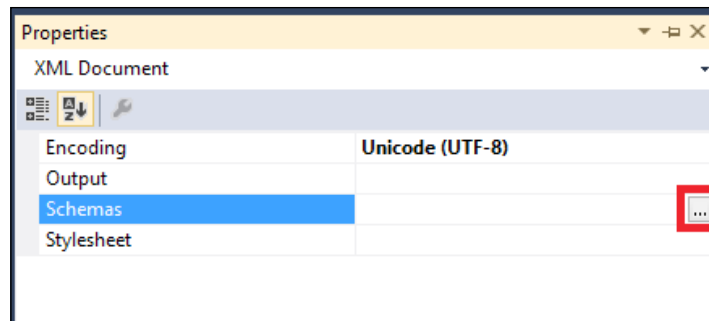 Properties
XML Document
Encoding Unicode (UTF-8)
Output
Schemas ...
Stylesheet